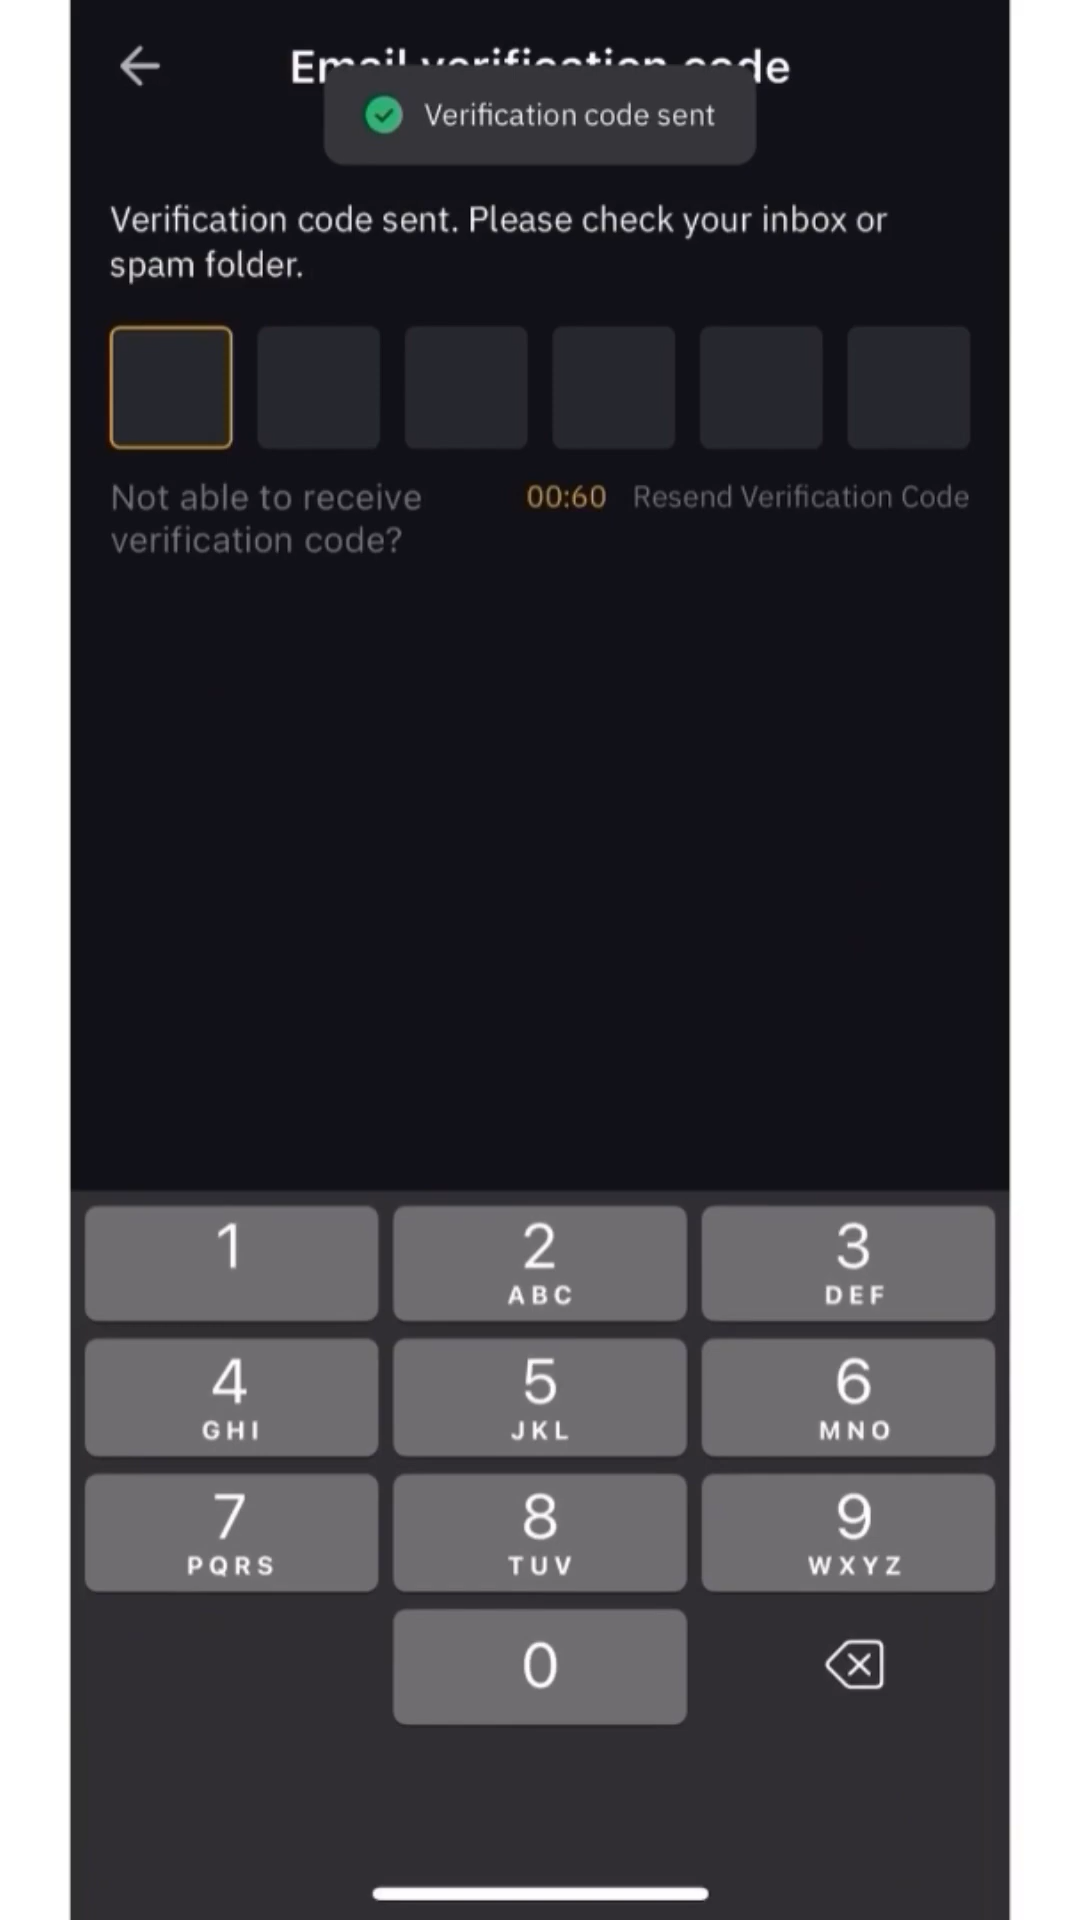 Email verification code
Verification code sent
Verification code sent. Please check your inbox or
spam folder.
Not able to receive
verification code?
00:60 Resend Verification Code
1
2
ABC
3
DEF
4
GHI
5
JKL
6
MNO
7
PQRS
8
TUV
9
WXYZ
0